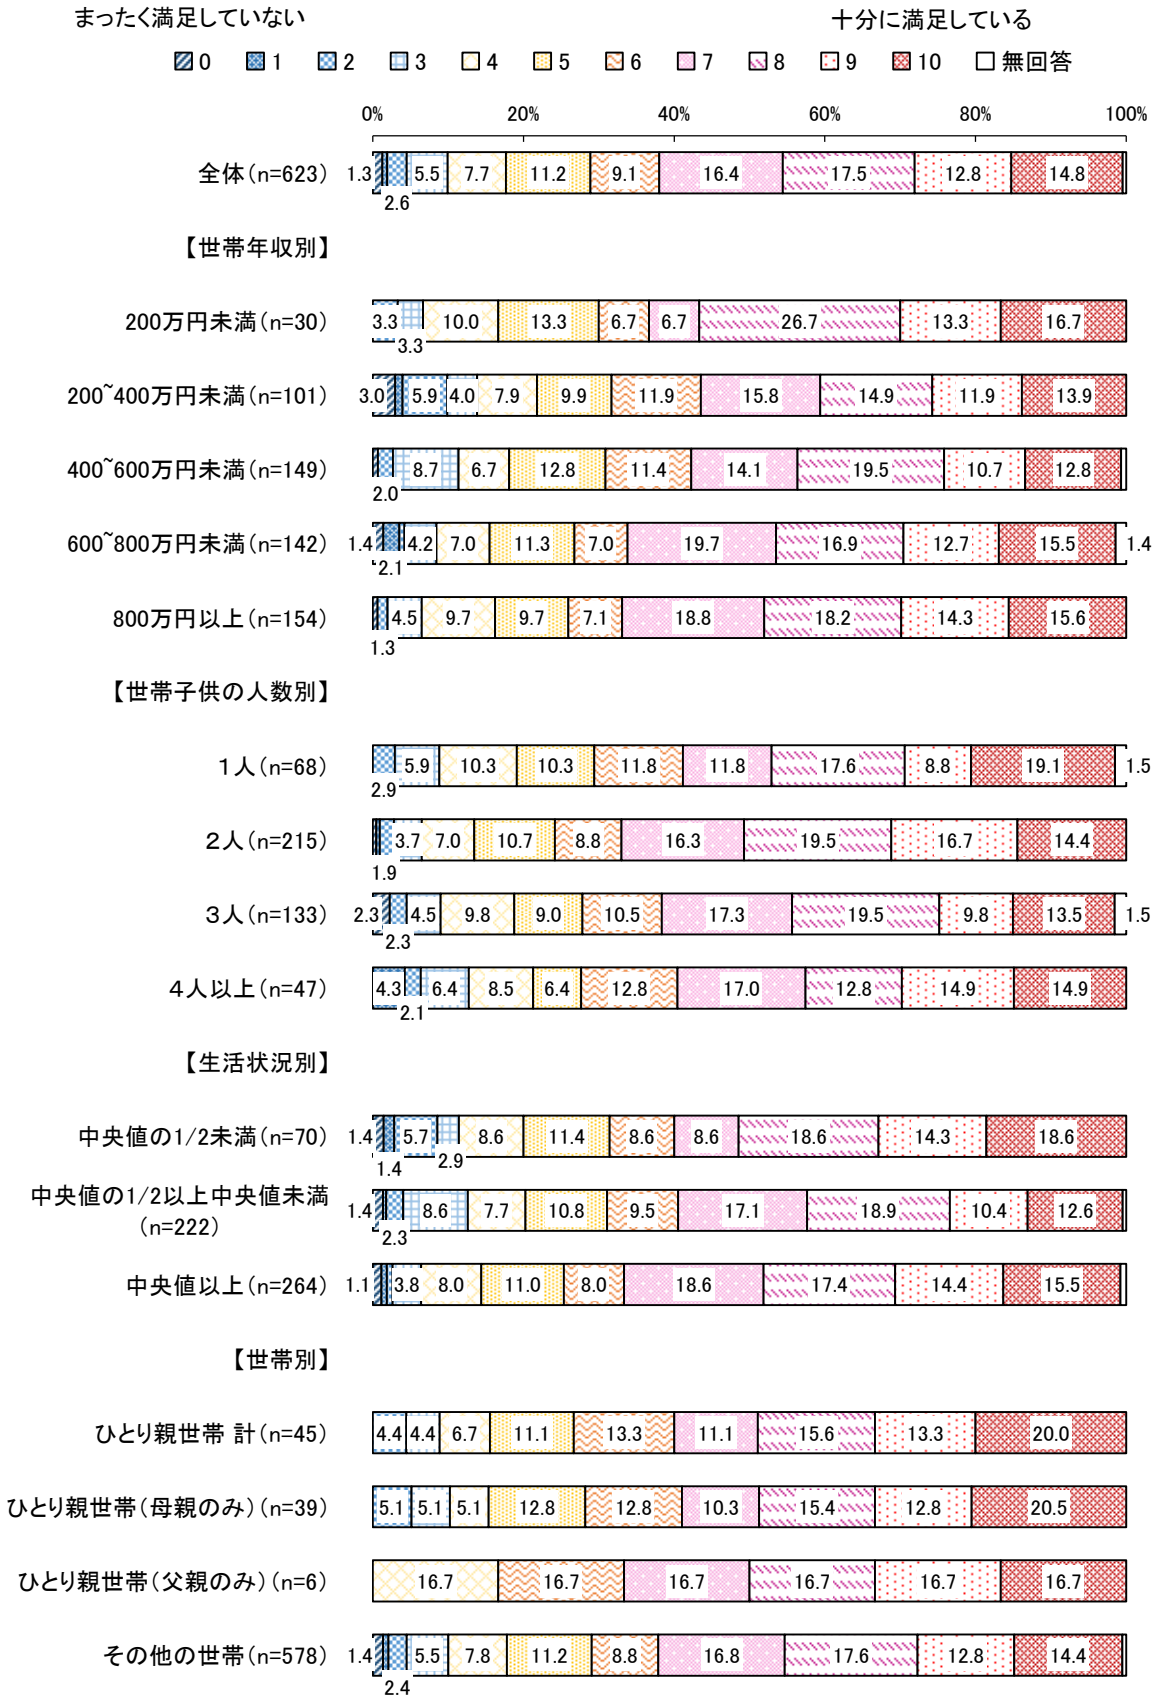 まったく満足していない 十分に満足している
0 1 2 3 4 5 6 7 8 9 10 無回答
0% 20% 40% 60% 80% 100%
全体(n=623) 1.3 5.5 7.7 11.2 9.1 16.4 17.5 12.8 14.8
2.6
【世帯年収別】
200万円未満(n=30) 3.3 10.0 13.3 6.7 6.7 26.7 13.3 16.7
3.3
200~400万円未満(n=101) 3.0 5.9 4.0 7.9 9.9 11.9 15.8 14.9 11.9 13.9
400~600万円未満(n=149) 8.7 6.7 12.8 11.4 14.1 19.5 10.7 12.8
2.0
600~800万円未満(n=142) 1.4 4.2 7.0 11.3 7.0 19.7 16.9 12.7 15.5 1.4
2.1
800万円以上(n=154) 4.5 9.7 9.7 7.1 18.8 18.2 14.3 15.6
1.3
【世帯子供の人数別】
1人(n=68) 5.9 10.3 10.3 11.8 11.8 17.6 8.8 19.1 1.5
2.9
2人(n=215) 3.7 7.0 10.7 8.8 16.3 19.5 16.7 14.4
1.9
3人(n=133) 2.3 4.5 9.8 9.0 10.5 17.3 19.5 9.8 13.5 1.5
2.3
4人以上(n=47) 4.3 6.4 8.5 6.4 12.8 17.0 12.8 14.9 14.9
2.1
【生活状況別】
中央値の1/2未満(n=70) 1.4 5.7 8.6 11.4 8.6 8.6 18.6 14.3 18.6
1.4 2.9
中央値の1/2以上中央値未満
(n=222) 1.4 8.6 7.7 10.8 9.5 17.1 18.9 10.4 12.6
2.3
中央値以上(n=264) 1.1 3.8 8.0 11.0 8.0 18.6 17.4 14.4 15.5
【世帯別】
ひとり親世帯 計(n=45) 4.4 4.4 6.7 11.1 13.3 11.1 15.6 13.3 20.0
ひとり親世帯(母親のみ)(n=39) 5.1 5.1 5.1 12.8 12.8 10.3 15.4 12.8 20.5
ひとり親世帯(父親のみ)(n=6) 16.7 16.7 16.7 16.7 16.7 16.7
その他の世帯(n=578) 1.4 5.5 7.8 11.2 8.8 16.8 17.6 12.8 14.4
2.4